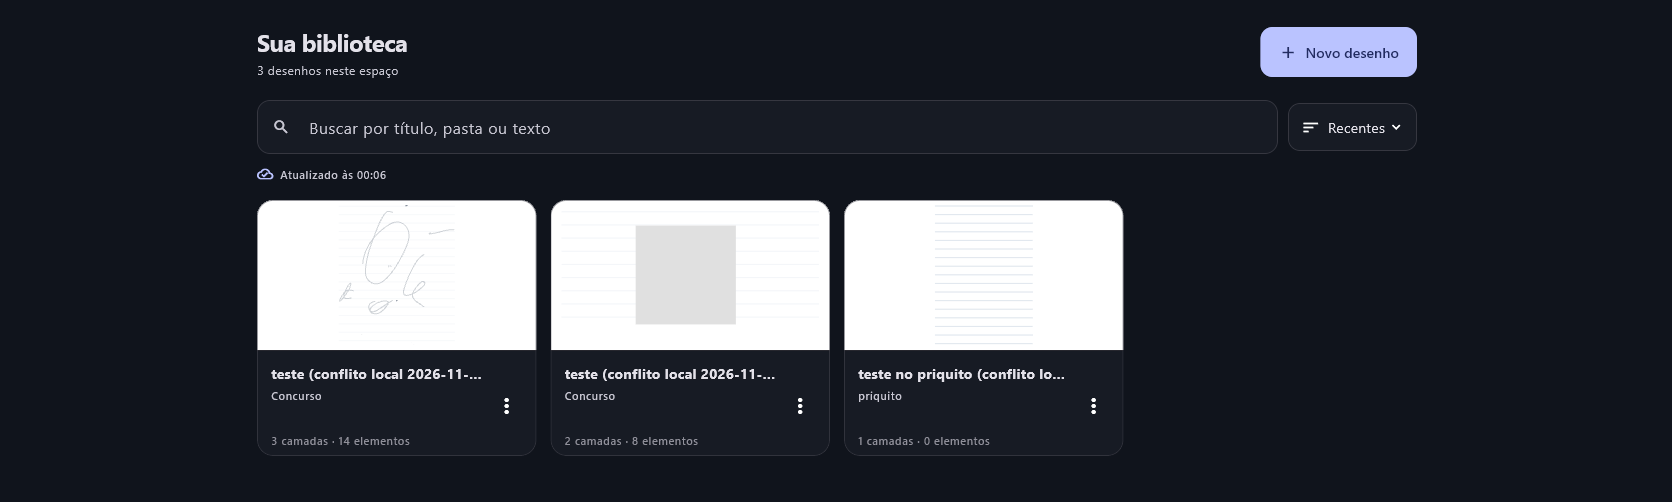 Sua biblioteca
3 desenhos neste espaço
Novo desenho
Buscar por título, pasta ou texto
Recentes
Atualizado às 00:06
teste (conflito local 2026-11-...
Concurso
3 camadas · 14 elementos
teste (conflito local 2026-11-...
Concurso
2 camadas · 8 elementos
teste no priquito (conflito lo...
priquito
1 camadas · 0 elementos